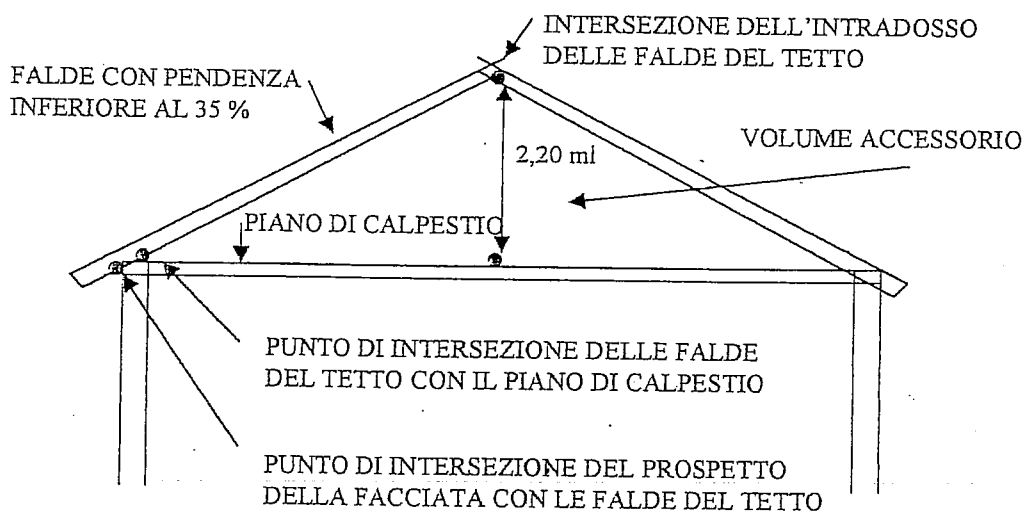 INTERSEZIONE DELL'INTRADOSSO
DELLE FALDE DEL TETTO
FALDE CON PENDENZA
INFERIORE AL 35 %
VOLUME ACCESSORIO
2,20 ml
PIANO DI CALPESTIO
PUNTO DI INTERSEZIONE DELLE FALDE
DEL TETTO CON IL PIANO DI CALPESTIO
PUNTO DI INTERSEZIONE DEL PROSPETTO
DELLA FACCIATA CON LE FALDE DEL TETTO